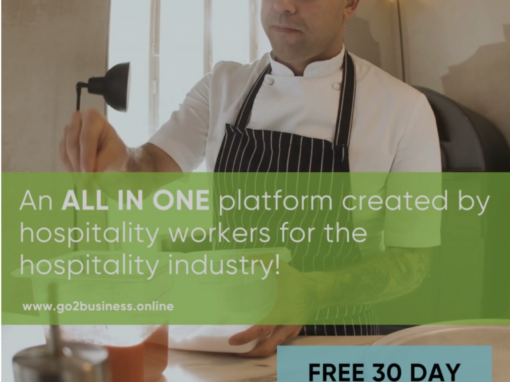 An ALL IN ONE platform created by
hospitality workers for the
hospitality industry!
www.go2business.online
FREE 30 DAY